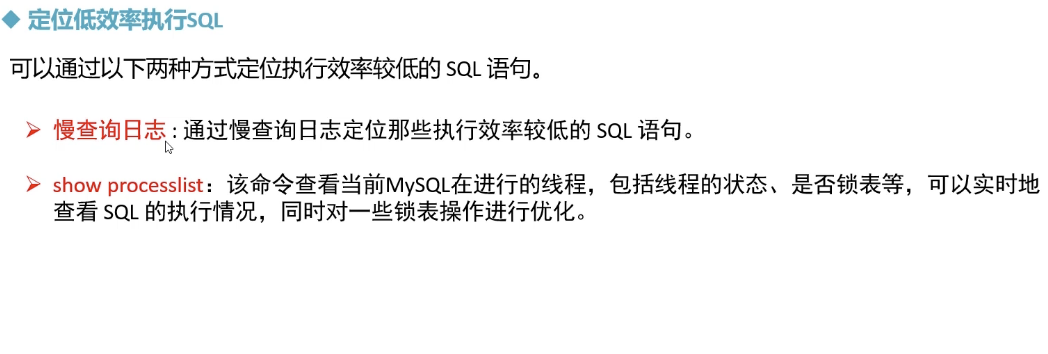 定位低效率执行SQL
可以通过以下两种方式定位执行效率较低的 SQL 语句。
慢查询日志 : 通过慢查询日志定位那些执行效率较低的 SQL 语句。
show processlist：该命令查看当前MySQL在进行的线程，包括线程的状态、是否锁表等，可以实时地
查看 SQL 的执行情况，同时对一些锁表操作进行优化。